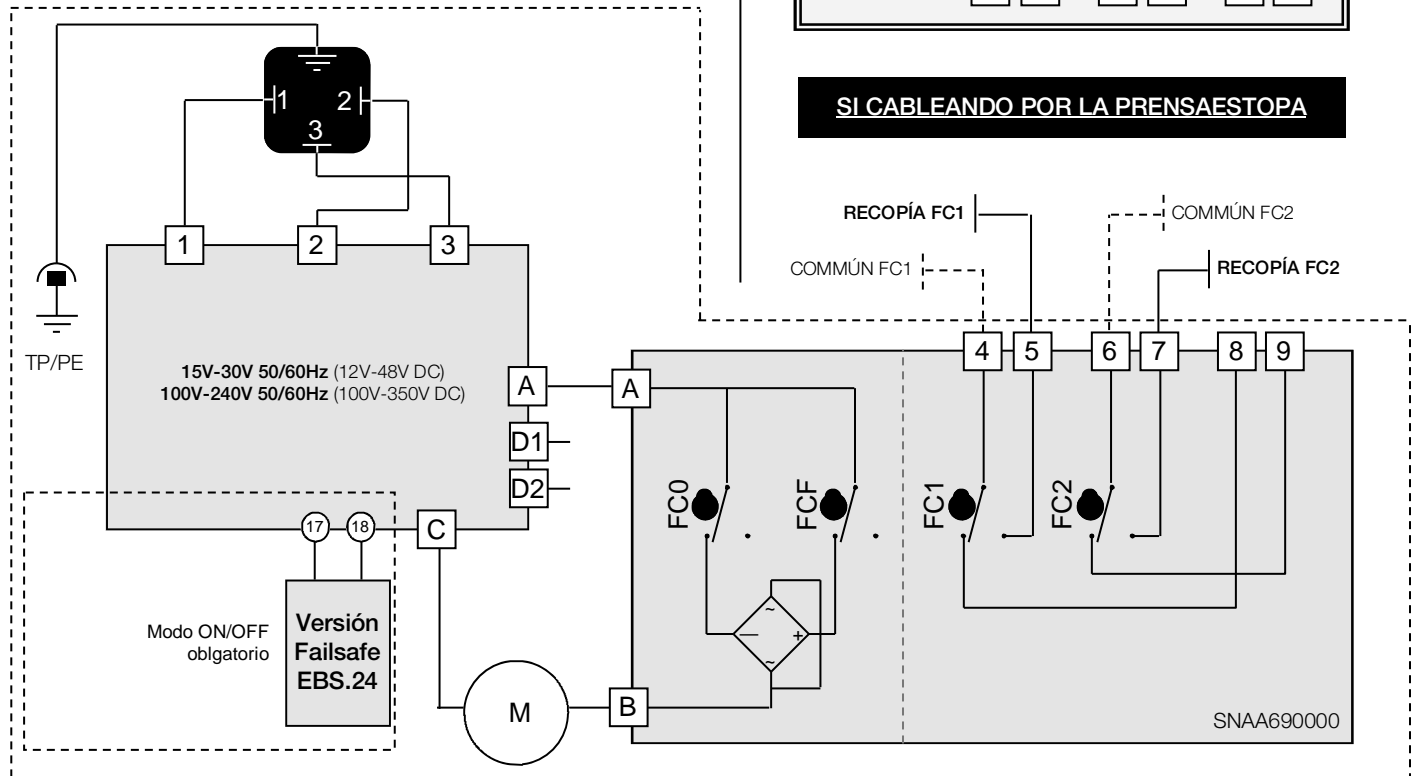 SI CABLEANDO POR LA PRENSAESTOPA
1
2
3
RECOPÍA FC1
COMMÚN FC2
COMMÚN FC1
RECOPÍA FC2
1
2
3
4
5
6
7
8
9
TP/PE
15V-30V 50/60Hz (12V-48V DC)
100V-240V 50/60Hz (100V-350V DC)
A
A
D1
D2
FC0
FCF
FC1
FC2
17
18
C
~
—
+
~
Modo ON/OFF
oblgatorio
Versión
Failsafe
EBS.24
M
B
SNAA690000